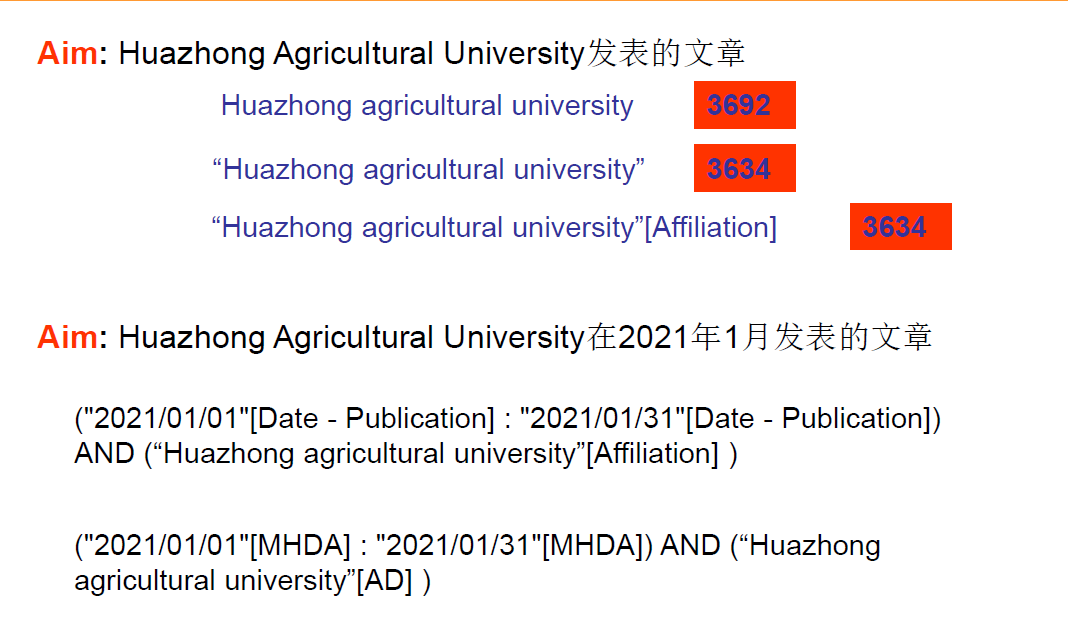 Aim: Huazhong Agricultural University发表的文章
Huazhong agricultural university 3692
“Huazhong agricultural university” 3634
“Huazhong agricultural university”[Affiliation] 3634
Aim: Huazhong Agricultural University在2021年1月发表的文章
("2021/01/01"[Date - Publication] : "2021/01/31"[Date - Publication])
AND (“Huazhong agricultural university”[Affiliation] )
("2021/01/01"[MHDA] : "2021/01/31"[MHDA]) AND (“Huazhong
agricultural university”[AD] )